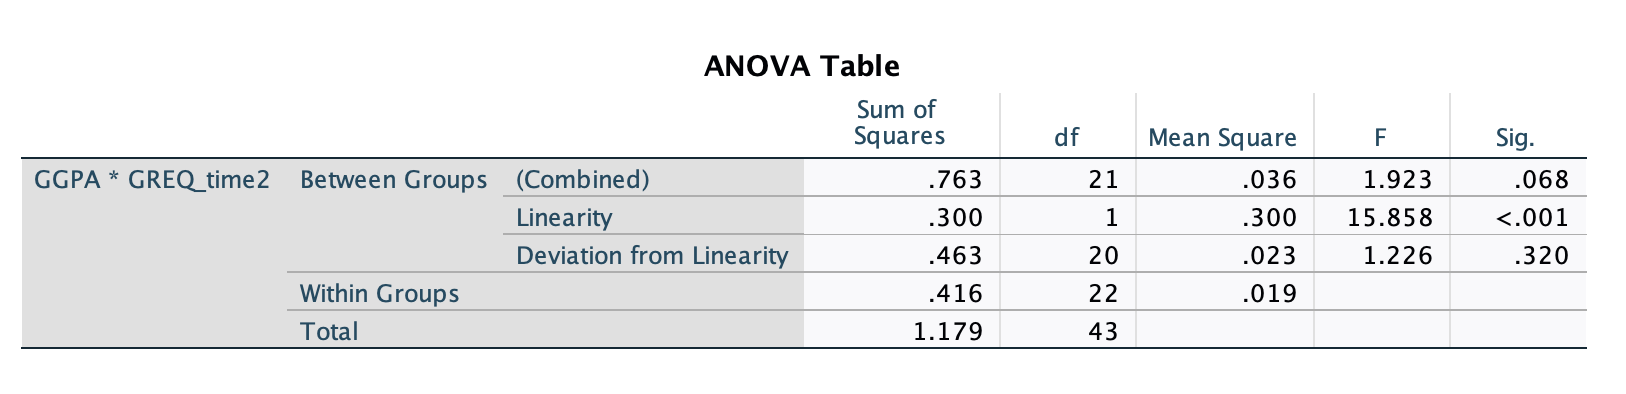 ANOVA Table
Sum of Squares df Mean Square F Sig.
GGPA * GREQ_time2 Between Groups (Combined) .763 21 .036 1.923 .068
Linearity .300 1 .300 15.858 <.001
Deviation from Linearity .463 20 .023 1.226 .320
Within Groups .416 22 .019
Total 1.179 43